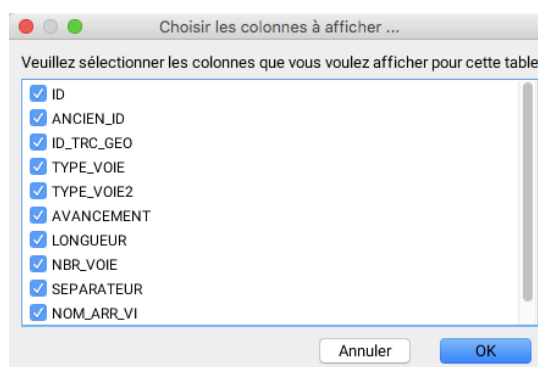 Choisir les colonnes à afficher ...
Veuillez sélectionner les colonnes que vous voulez afficher pour cette table
ID
ANCIEN_ID
ID_TRC_GEO
TYPE_VOIE
TYPE_VOIE2
AVANCEMENT
LONGUEUR
NBR_VOIE
SEPARATEUR
NOM_ARR_VI
Annuler OK